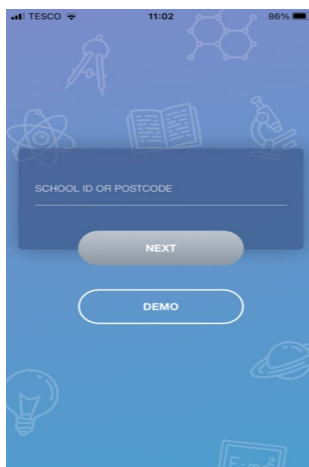 TESCO 11:02 86%
SCHOOL ID OR POSTCODE
NEXT
DEMO